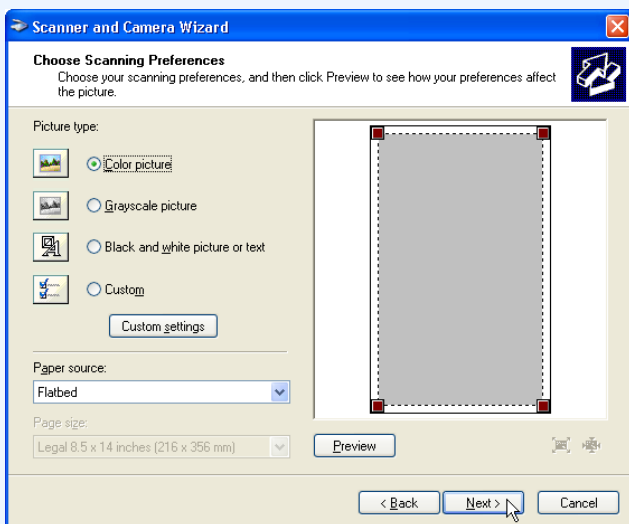 Scanner and Camera Wizard
Choose Scanning Preferences
Choose your scanning preferences, and then click Preview to see how your preferences affect
the picture.
Picture type:
Color picture
Grayscale picture
Black and white picture or text
Custom
Custom settings
Paper source:
Flatbed
Page size:
Legal 8.5 x 14 inches (216 x 356 mm)
Preview
< Back
Next >
Cancel